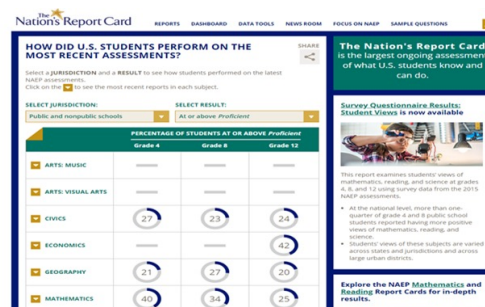 The
Nation's Report Card
REPORTS DASHBOARD DATA TOOLS NEWS ROOM FOCUS ON NAEP SAMPLE QUESTIONS
HOW DID U.S. STUDENTS PERFORM ON THE
MOST RECENT ASSESSMENTS?
SHARE
Select a JURISDICTION and a RESULT to see how students performed on the latest
NAEP assessments.
Click on the to see the most recent reports in each subject.
SELECT JURISDICTION:
Public and nonpublic schools
SELECT RESULT:
At or above Proficient
PERCENTAGE OF STUDENTS AT OR ABOVE Proficient
Grade 4 Grade 8 Grade 12
ARTS: MUSIC
ARTS: VISUAL ARTS
CIVICS 27 23 24
ECONOMICS 42
GEOGRAPHY 21 27 20
MATHEMATICS 40 34 25
The Nation's Report Card
is the largest ongoing assessment
of what U.S. students know and
can do.
Survey Questionnaire Results:
Student Views is now available
This report examines students' views of
mathematics, reading, and science at grades
4, 8, and 12 using survey data from the 2015
NAEP assessments.
At the national level, more than one-
quarter of grade 4 and 8 public school
students reported having more positive
views of mathematics, reading, and
science.
Students' views of these subjects are varied
across states and jurisdictions and across
large urban districts.
Explore the NAEP Mathematics and
Reading Report Cards for in-depth
results.